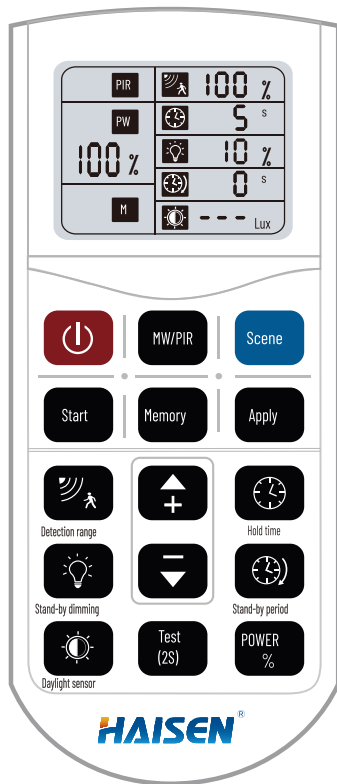 PIR 100 %
PW 5 s
100 % 10 %
0 s
M --- Lux
MW/PIR Scene
Start Memory Apply
+
Detection range Hold time
−
Stand-by dimming Stand-by period
Test POWER
(2S) %
Daylight sensor
HAISEN®